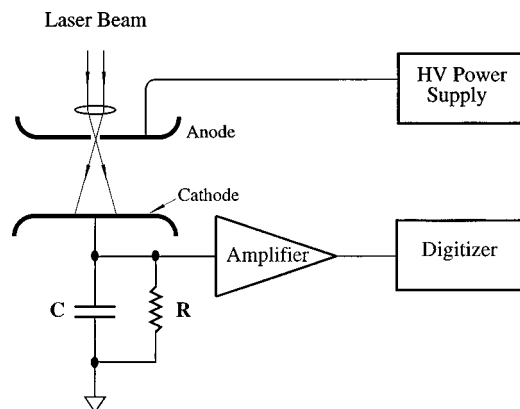 Laser Beam
HV Power
Supply
Anode
Cathode
Amplifier
Digitizer
C
R